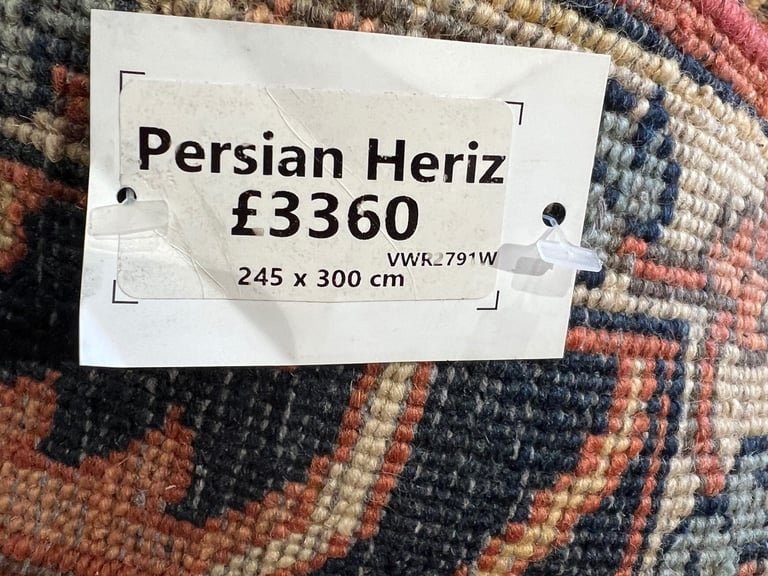 Persian Heriz
£3360
VWR2791W
245 x 300 cm